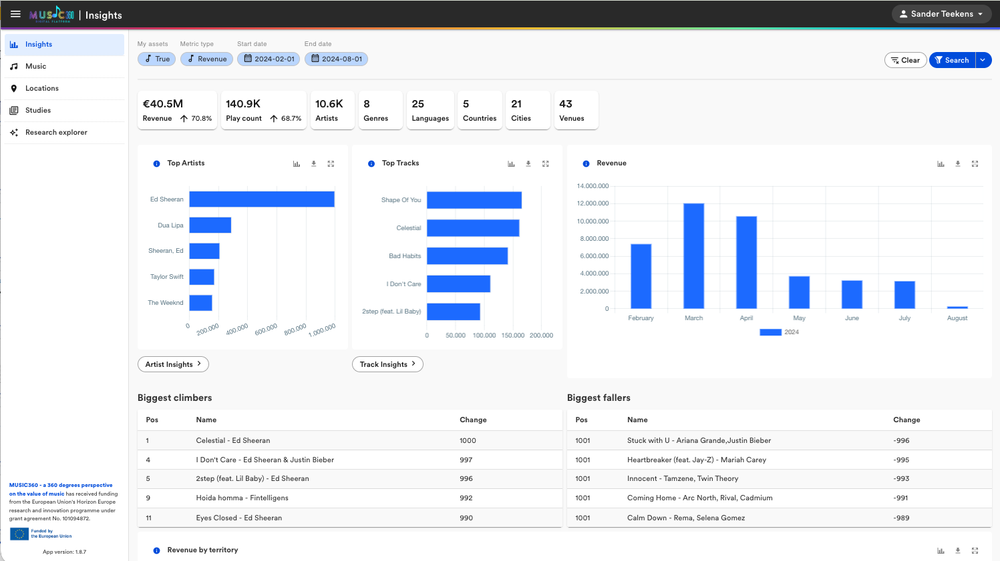 MUSIC360
DIGITAL PLATFORM
| Insights
Sander Teekens
Insights
Music
Locations
Studies
Research explorer
My assets
Metric type
Start date
End date
True
Revenue
2024-02-01
2024-08-01
Clear
Search
€40.5M
Revenue ↑ 70.8%
140.9K
Play count ↑ 68.7%
10.6K
Artists
8
Genres
25
Languages
5
Countries
21
Cities
43
Venues
Top Artists
Ed Sheeran
Dua Lipa
Sheeran, Ed
Taylor Swift
The Weeknd
0 200.000 400.000 600.000 800.000 1.000.000
Artist Insights
Top Tracks
Shape Of You
Celestial
Bad Habits
I Don't Care
2step (feat. Lil Baby)
0 50.000 100.000 150.000 200.000
Track Insights
Revenue
14.000.000
12.000.000
10.000.000
8.000.000
6.000.000
4.000.000
2.000.000
0
February March April May June July August
2024
Biggest climbers
Pos Name Change
1 Celestial - Ed Sheeran 1000
4 I Don't Care - Ed Sheeran & Justin Bieber 997
5 2step (feat. Lil Baby) - Ed Sheeran 996
9 Hoida homma - Fintelligens 992
11 Eyes Closed - Ed Sheeran 990
Biggest fallers
Pos Name Change
1001 Stuck with U - Ariana Grande,Justin Bieber -996
1001 Heartbreaker (feat. Jay-Z) - Mariah Carey -995
1001 Innocent - Tamzene, Twin Theory -993
1001 Coming Home - Arc North, Rival, Cadmium -991
1001 Calm Down - Rema, Selena Gomez -989
Revenue by territory
MUSIC360 - a 360 degrees perspective
on the value of music has received funding
from the European Union's Horizon Europe
research and innovation programme under
grant agreement No. 101094872.
Funded by
the European Union
App version: 1.8.7